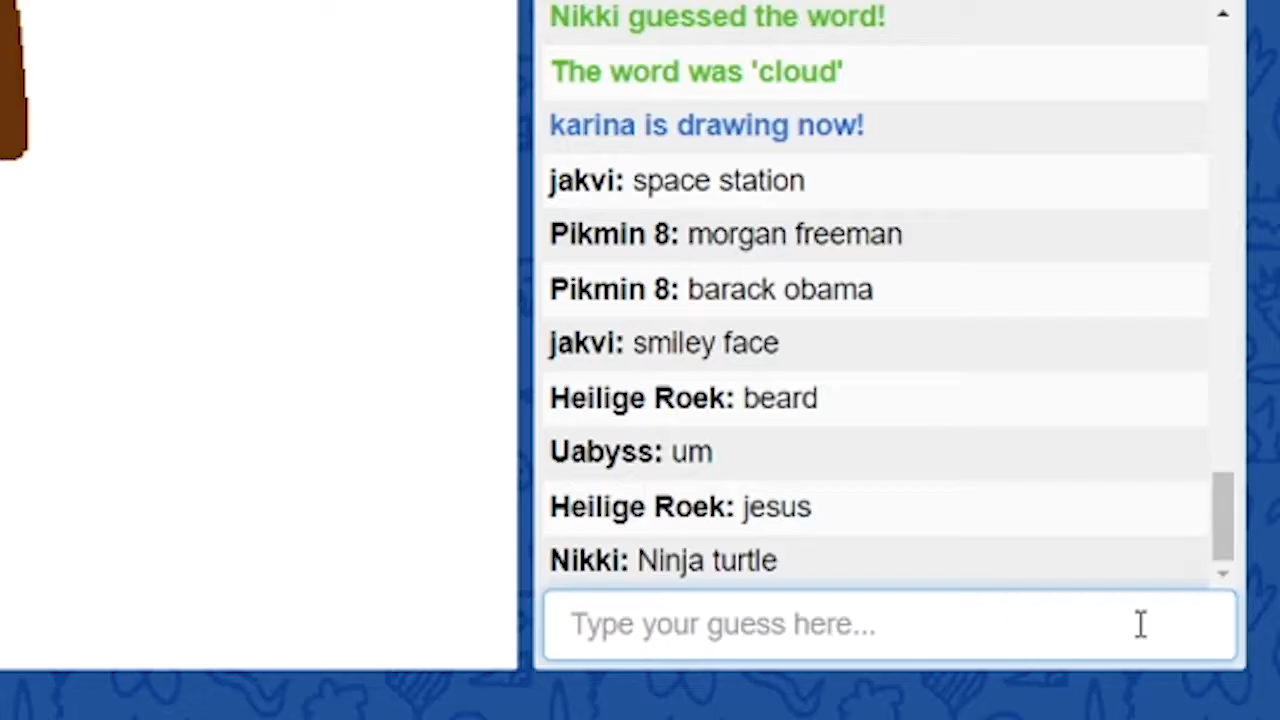 Nikki guessed the word!
The word was 'cloud'
karina is drawing now!
jakvi: space station
Pikmin 8: morgan freeman
Pikmin 8: barack obama
jakvi: smiley face
Heilige Roek: beard
Uabyss: um
Heilige Roek: jesus
Nikki: Ninja turtle
Type your guess here...